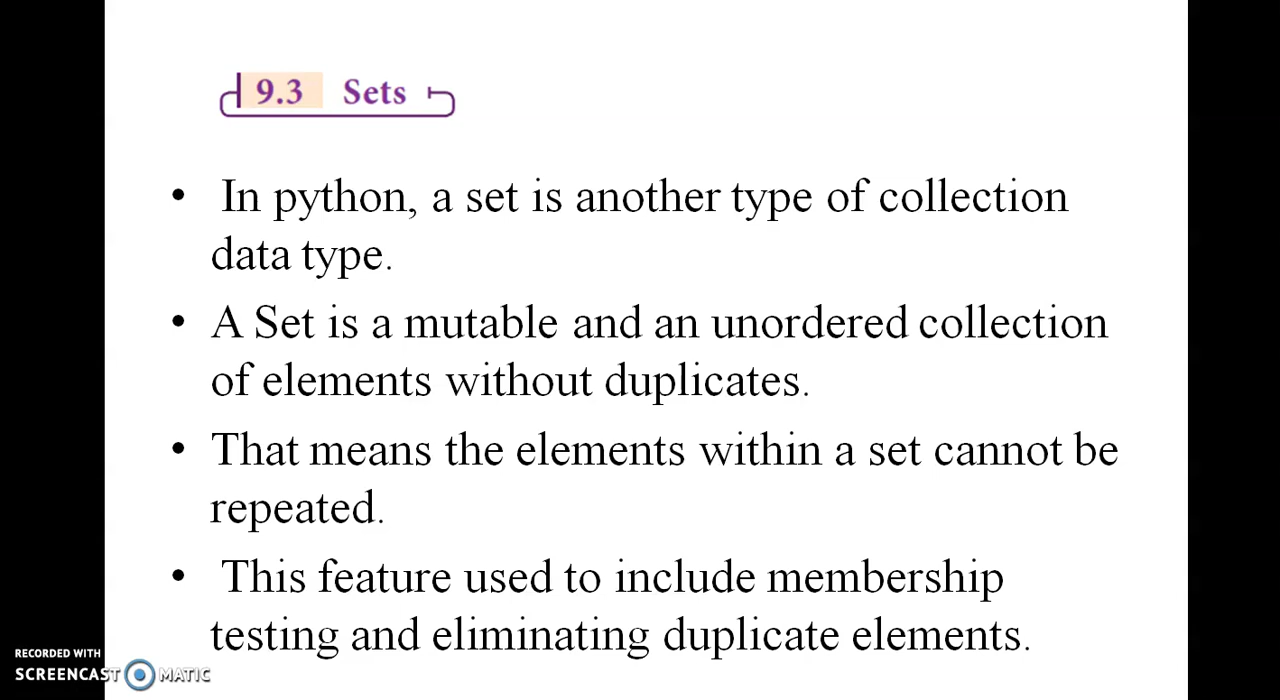 9.3 Sets
• In python, a set is another type of collection
data type.
• A Set is a mutable and an unordered collection
of elements without duplicates.
• That means the elements within a set cannot be
repeated.
• This feature used to include membership
testing and eliminating duplicate elements.
RECORDED WITH
SCREENCAST MATIC